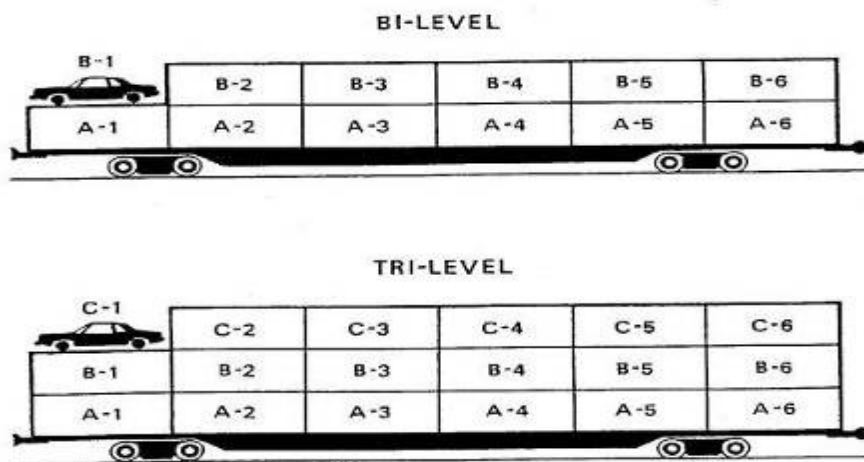 BI-LEVEL
B-1
B-2 B-3 B-4 B-5 B-6
A-1 A-2 A-3 A-4 A-5 A-6
TRI-LEVEL
C-1
C-2 C-3 C-4 C-5 C-6
B-1 B-2 B-3 B-4 B-5 B-6
A-1 A-2 A-3 A-4 A-5 A-6